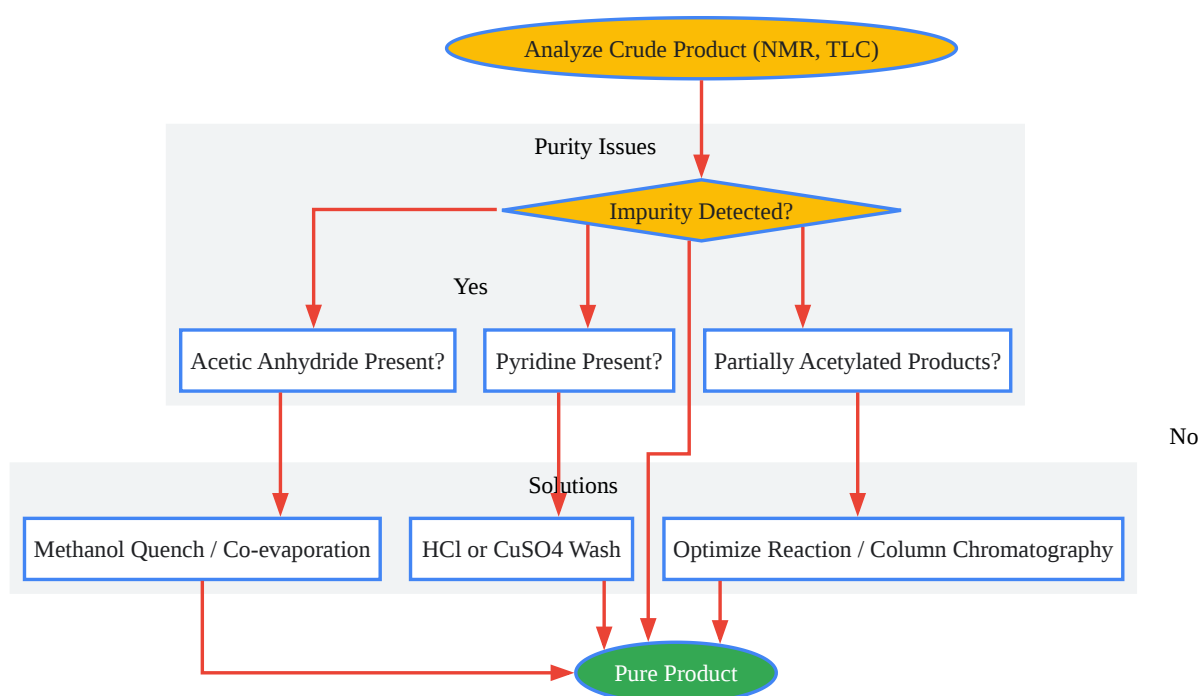 Analyze Crude Product (NMR, TLC)
Purity Issues
Impurity Detected?
Yes
Acetic Anhydride Present?
Pyridine Present?
Partially Acetylated Products?
No
Solutions
Methanol Quench / Co-evaporation
HCl or CuSO4 Wash
Optimize Reaction / Column Chromatography
Pure Product